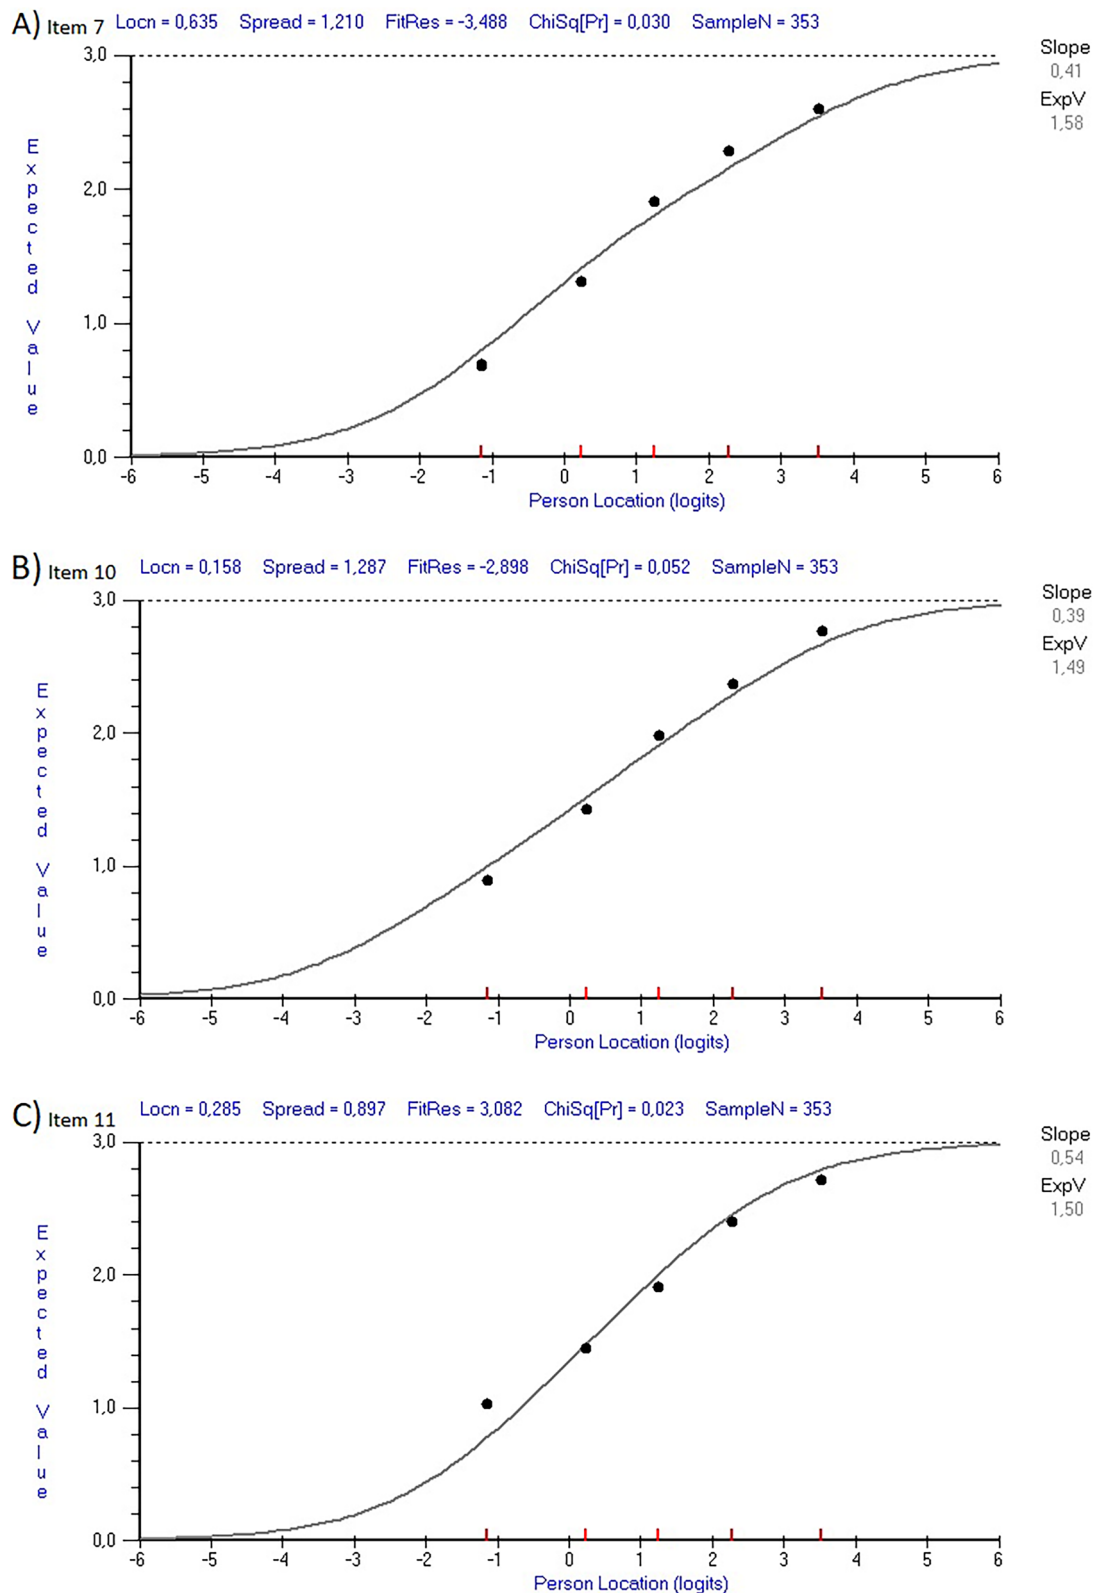 A) Item 7 Locn = 0,635 Spread = 1,210 FitRes = -3,488 ChiSq[Pr] = 0,030 SampleN = 353
Slope
0,41
ExpV
1,58
Expected Value
3,0
2,0
1,0
0,0
-6 -5 -4 -3 -2 -1 0 1 2 3 4 5 6
Person Location (logits)
B) Item 10 Locn = 0,158 Spread = 1,287 FitRes = -2,898 ChiSq[Pr] = 0,052 SampleN = 353
Slope
0,39
ExpV
1,49
Expected Value
3,0
2,0
1,0
0,0
-6 -5 -4 -3 -2 -1 0 1 2 3 4 5 6
Person Location (logits)
C) Item 11 Locn = 0,285 Spread = 0,897 FitRes = 3,082 ChiSq[Pr] = 0,023 SampleN = 353
Slope
0,54
ExpV
1,50
Expected Value
3,0
2,0
1,0
0,0
-6 -5 -4 -3 -2 -1 0 1 2 3 4 5 6
Person Location (logits)